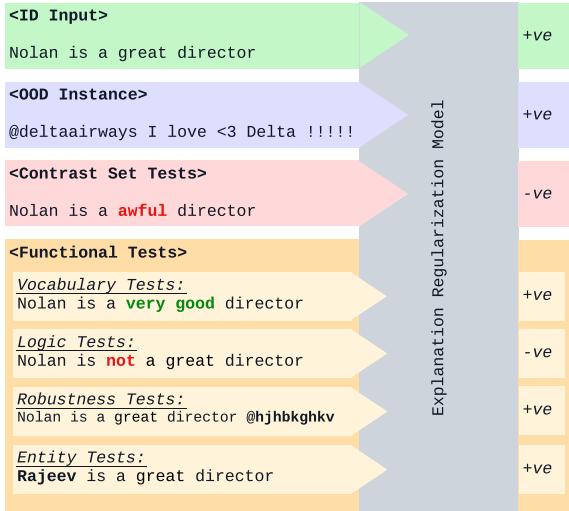 <ID Input>
Nolan is a great director
+ve
<OOD Instance>
@deltaairways I love <3 Delta !!!!!
+ve
<Contrast Set Tests>
Nolan is a awful director
-ve
<Functional Tests>
Vocabulary Tests:
Nolan is a very good director
+ve
Logic Tests:
Nolan is not a great director
-ve
Robustness Tests:
Nolan is a great director @hjhbkghkv
+ve
Entity Tests:
Rajeev is a great director
+ve
Explanation Regularization Model